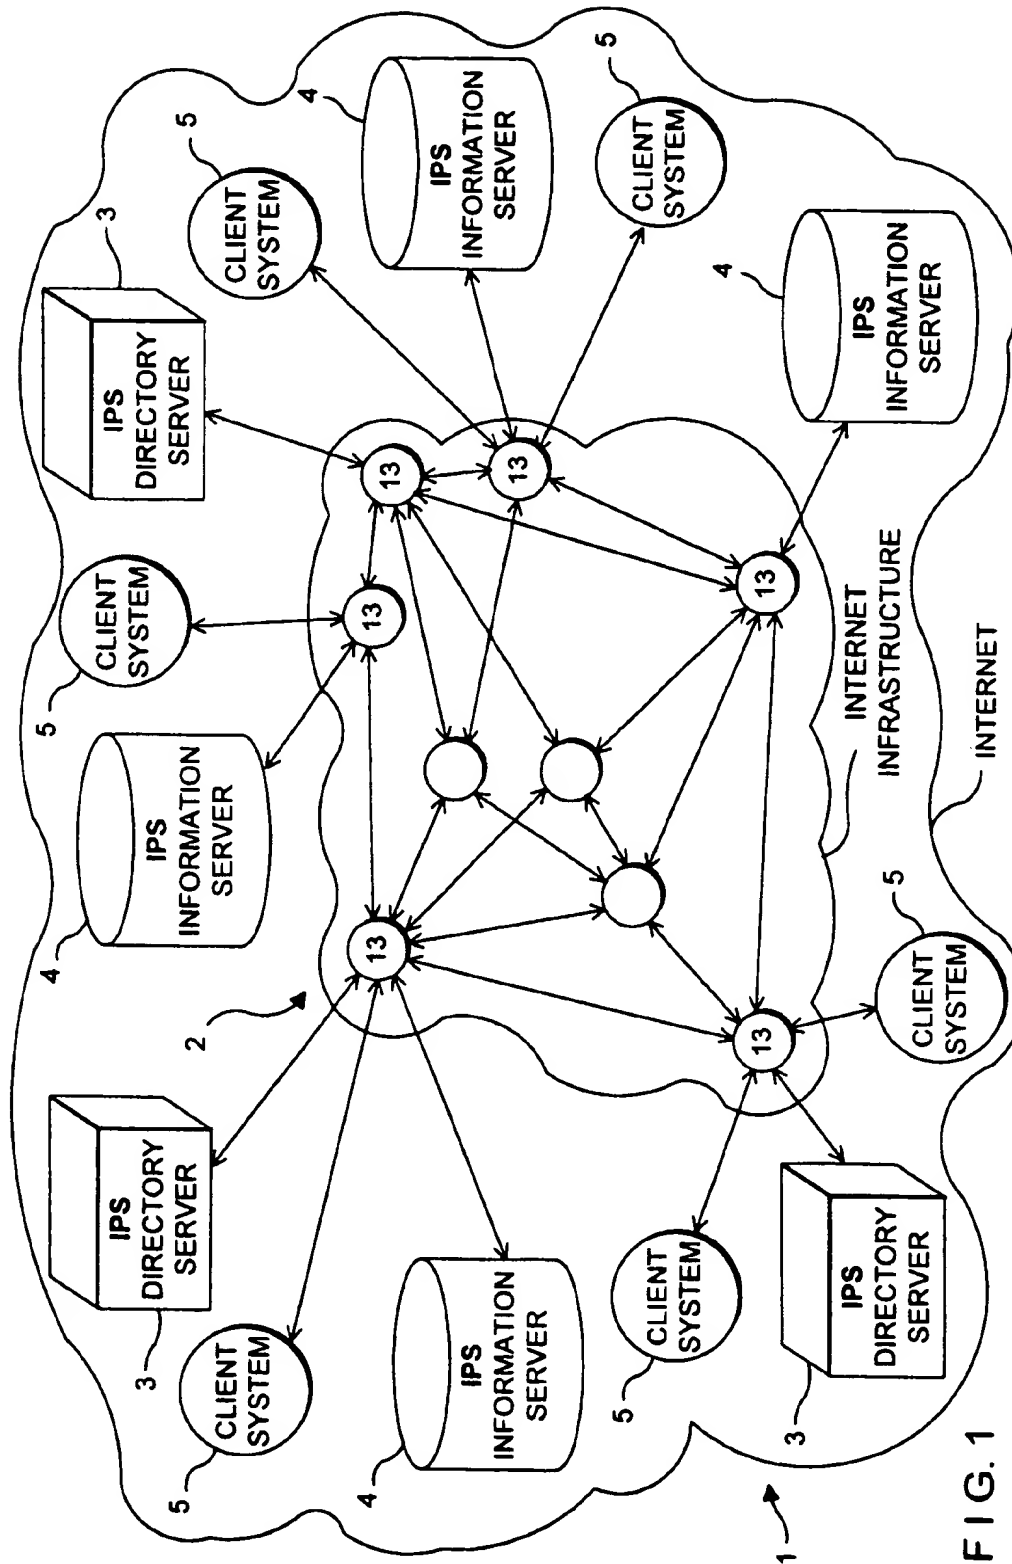 5
4
3
CLIENT
SYSTEM
IPS
DIRECTORY
SERVER
3
IPS
DIRECTORY
SERVER
IPS
INFORMATION
SERVER
5
5
CLIENT
SYSTEM
2
CLIENT
SYSTEM
4
4
IPS
INFORMATION
SERVER
13
13
13
IPS
INFORMATION
SERVER
13
5
5
CLIENT
SYSTEM
CLIENT
SYSTEM
4
13
13
3
1
IPS
DIRECTORY
SERVER
IPS
INFORMATION
SERVER
5
CLIENT
SYSTEM
INTERNET
INFRASTRUCTURE
INTERNET
FIG. 1